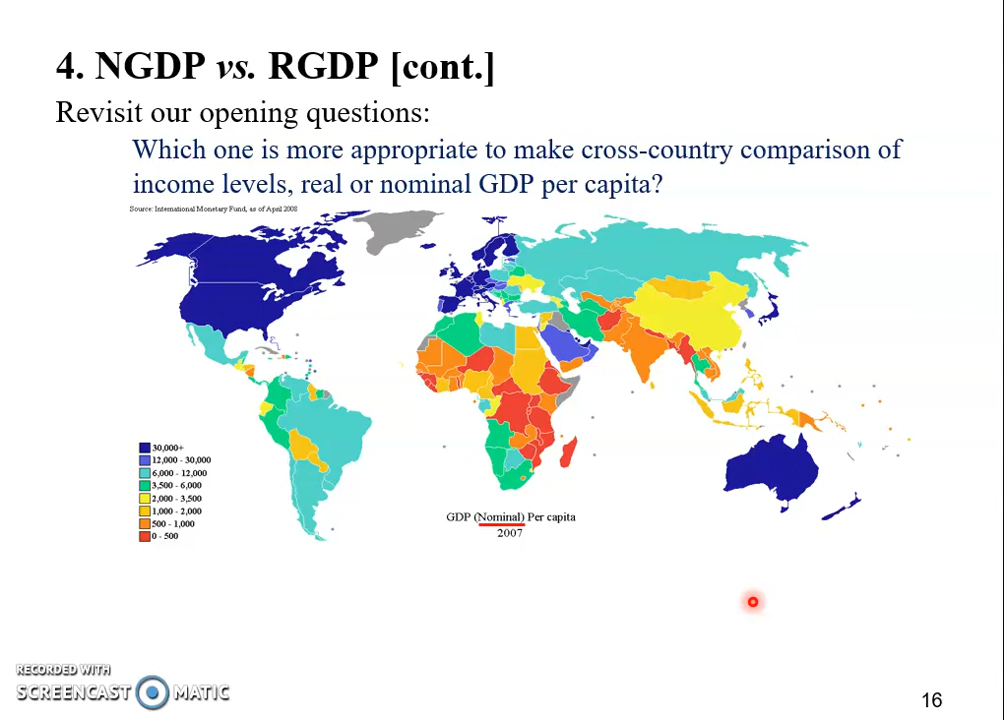 4. NGDP vs. RGDP [cont.]
Revisit our opening questions:
Which one is more appropriate to make cross-country comparison of
income levels, real or nominal GDP per capita?
Source: International Monetary Fund, as of April 2008
30,000+
12,000 - 30,000
6,000 - 12,000
3,500 - 6,000
2,000 - 3,500
1,000 - 2,000
500 - 1,000
0 - 500
GDP (Nominal) Per capita
2007
RECORDED WITH
SCREENCAST MATIC
16